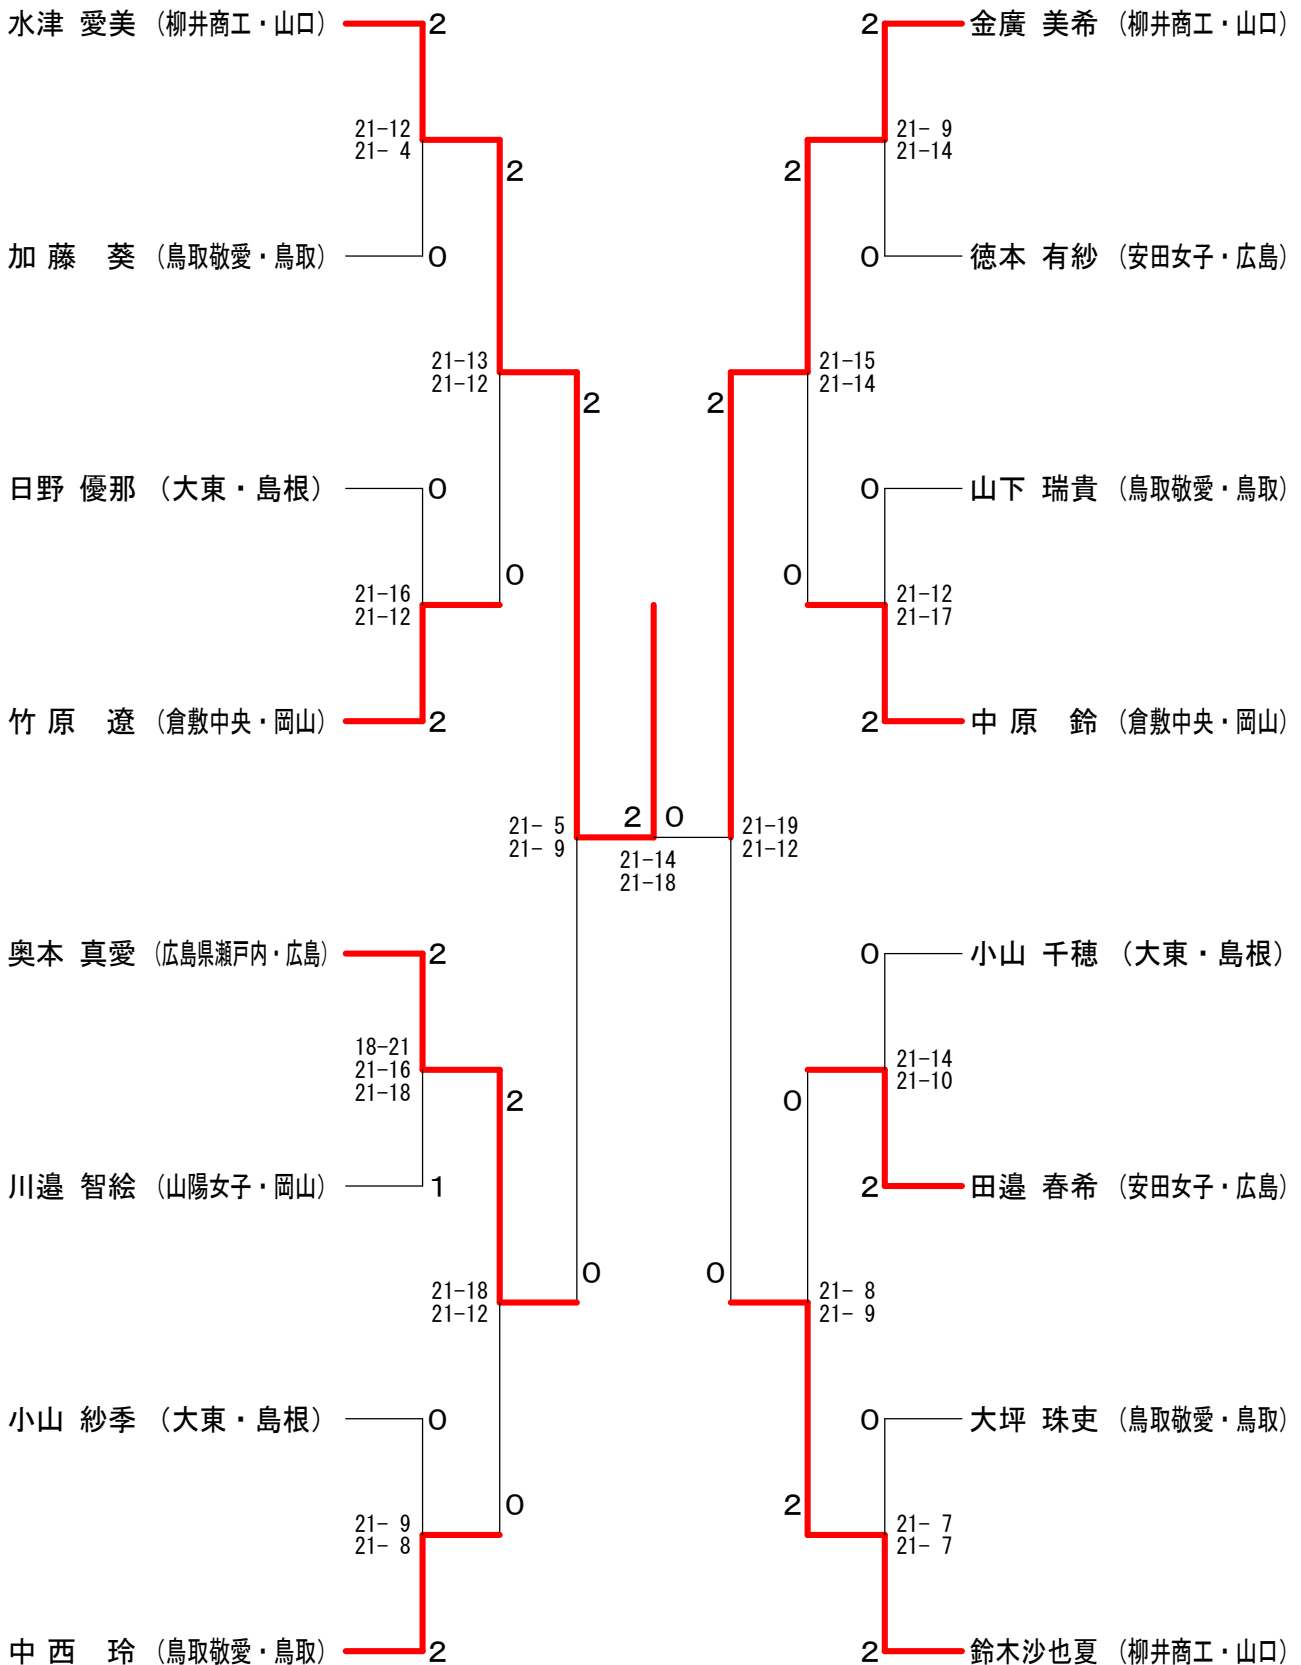 水津 愛美 (柳井商工・山口) 2
2 金廣 美希 (柳井商工・山口)
21-12
21- 4
21- 9
21-14
2
2
加 藤 葵 (鳥取敬愛・鳥取) 0
0 徳本 有紗 (安田女子・広島)
21-13
21-12
21-15
21-14
2
2
日野 優那 (大東・島根) 0
0 山下 瑞貴 (鳥取敬愛・鳥取)
0
0
21-16
21-12
21-12
21-17
竹 原 遼 (倉敷中央・岡山) 2
2 中 原 鈴 (倉敷中央・岡山)
21- 5
21- 9
2 0
21-14
21-18
21-19
21-12
奥本 真愛 (広島県瀬戸内・広島) 2
0 小山 千穂 (大東・島根)
18-21
21-16
21-18
21-14
21-10
2
0
川邉 智絵 (山陽女子・岡山) 1
2 田邉 春希 (安田女子・広島)
0
0
21-18
21-12
21- 8
21- 9
小山 紗季 (大東・島根) 0
0 大坪 珠吏 (鳥取敬愛・鳥取)
0
2
21- 9
21- 8
21- 7
21- 7
中 西 玲 (鳥取敬愛・鳥取) 2
2 鈴木沙也夏 (柳井商工・山口)